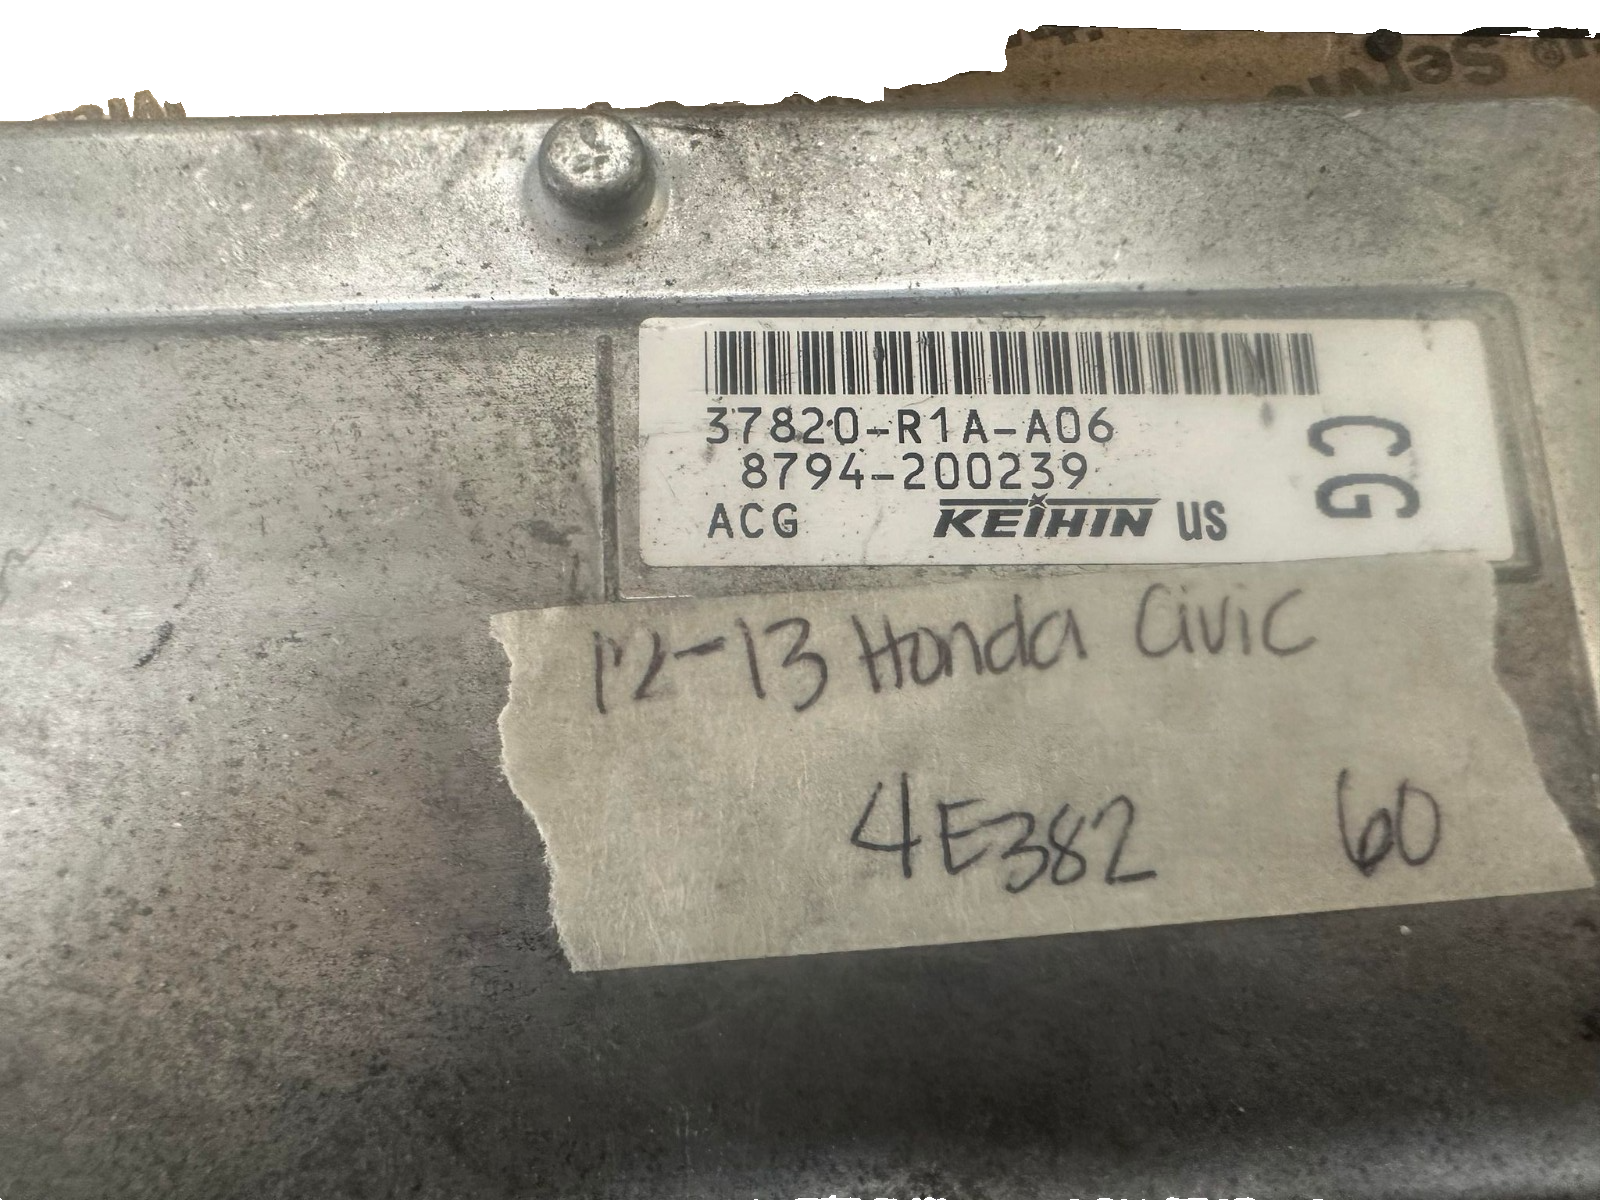 37820-R1A-A06
8794-200239
ACG KEIHIN US
CG
12-13 Honda Civic
4E382 60